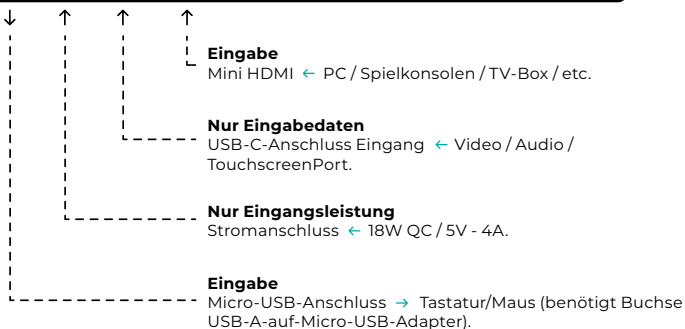 Eingabe
Mini HDMI ← PC / Spielkonsolen / TV-Box / etc.
Nur Eingabedaten
USB-C-Anschluss Eingang ← Video / Audio /
TouchscreenPort.
Nur Eingangsleistung
Stromanschluss ← 18W QC / 5V - 4A.
Eingabe
Micro-USB-Anschluss → Tastatur/Maus (benötigt Buchse
USB-A-auf-Micro-USB-Adapter).